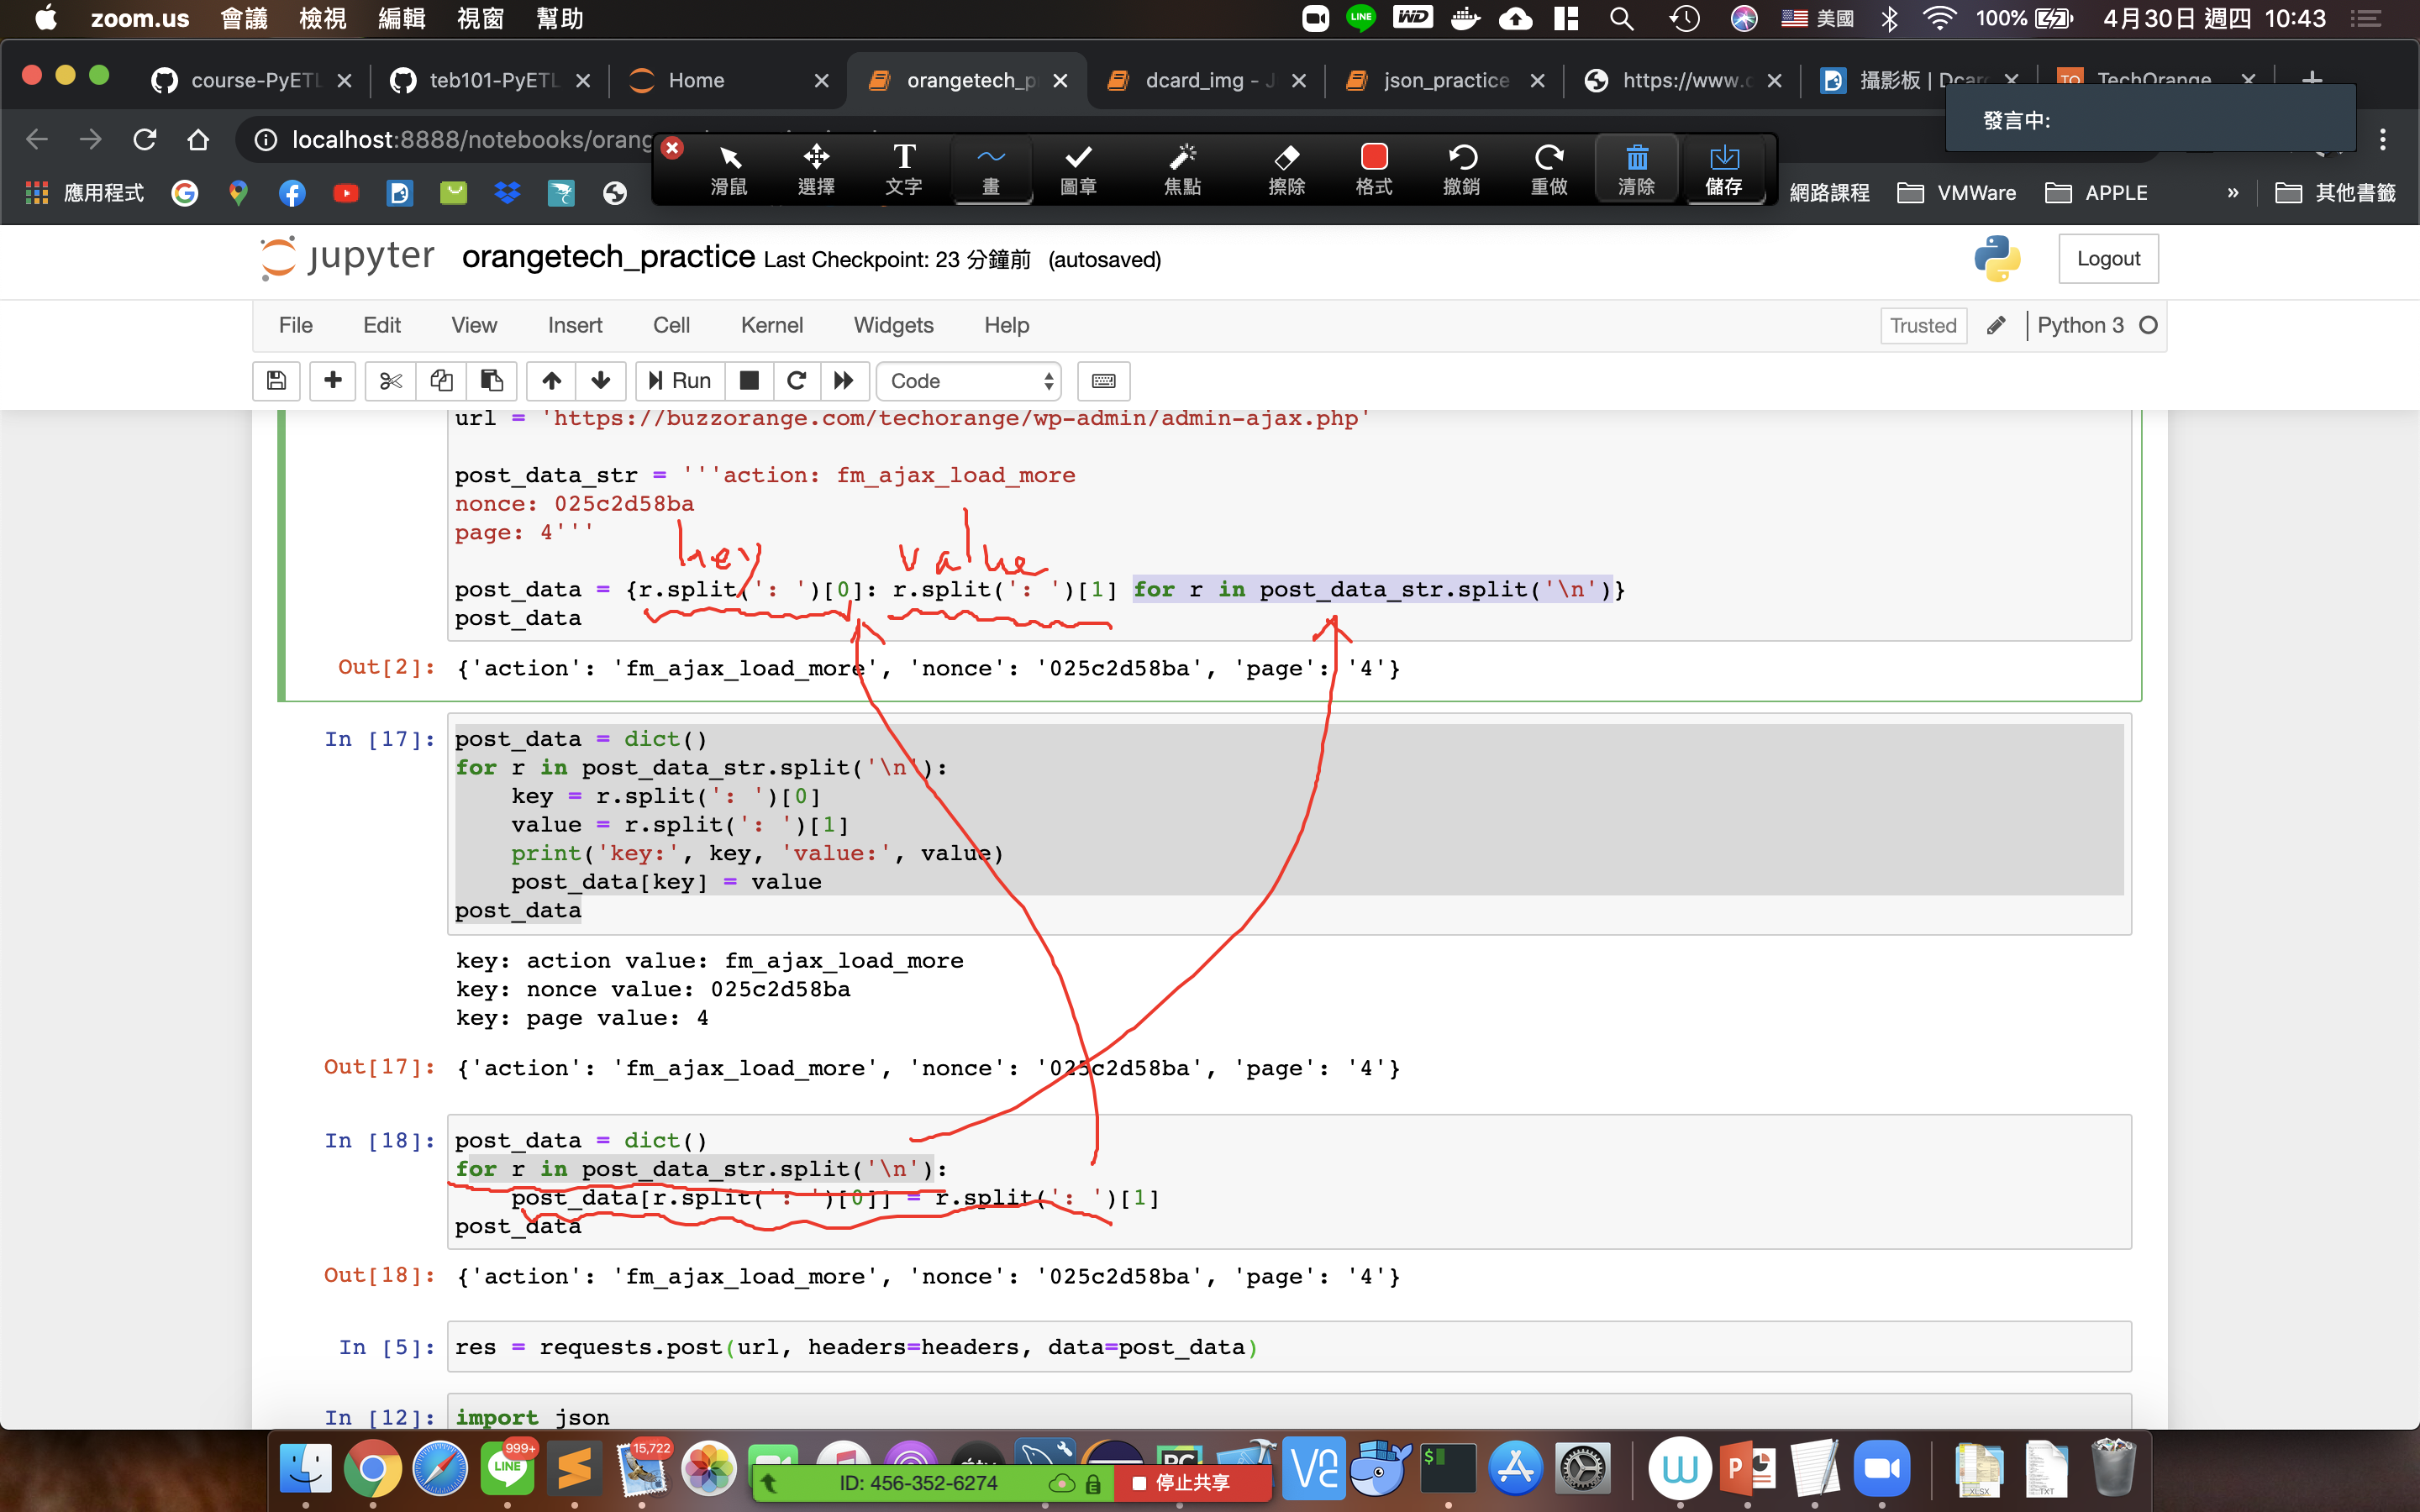 zoom.us 會議 檢視 編輯 視窗 幫助 LINE WD 美國 100% 4月30日 週四 10:43
course-PyETL teb101-PyETL Home orangetech_p dcard_img - J json_practice https://www.c 攝影板 | Dcar TechOrange
發言中:
localhost:8888/notebooks/orang
滑鼠 選擇 文字 畫 圖章 焦點 擦除 格式 撤銷 重做 清除 儲存
應用程式 網路課程 VMWare APPLE » 其他書籤
jupyter orangetech_practice Last Checkpoint: 23 分鐘前 (autosaved) Logout
File Edit View Insert Cell Kernel Widgets Help Trusted Python 3
Run Code
url = 'https://buzzorange.com/techorange/wp-admin/admin-ajax.php'
post_data_str = '''action: fm_ajax_load_more
nonce: 025c2d58ba
page: 4'''
key value
post_data = {r.split(': ')[0]: r.split(': ')[1] for r in post_data_str.split('\n')}
post_data
Out[2]: {'action': 'fm_ajax_load_more', 'nonce': '025c2d58ba', 'page': '4'}
In [17]: post_data = dict()
for r in post_data_str.split('\n'):
key = r.split(': ')[0]
value = r.split(': ')[1]
print('key:', key, 'value:', value)
post_data[key] = value
post_data
key: action value: fm_ajax_load_more
key: nonce value: 025c2d58ba
key: page value: 4
Out[17]: {'action': 'fm_ajax_load_more', 'nonce': '025c2d58ba', 'page': '4'}
In [18]: post_data = dict()
for r in post_data_str.split('\n'):
post_data[r.split(': ')[0]] = r.split(': ')[1]
post_data
Out[18]: {'action': 'fm_ajax_load_more', 'nonce': '025c2d58ba', 'page': '4'}
In [5]: res = requests.post(url, headers=headers, data=post_data)
In [12]: import json
999+ 15,722
LINE
ID: 456-352-6274 停止共享
XLSX TXT